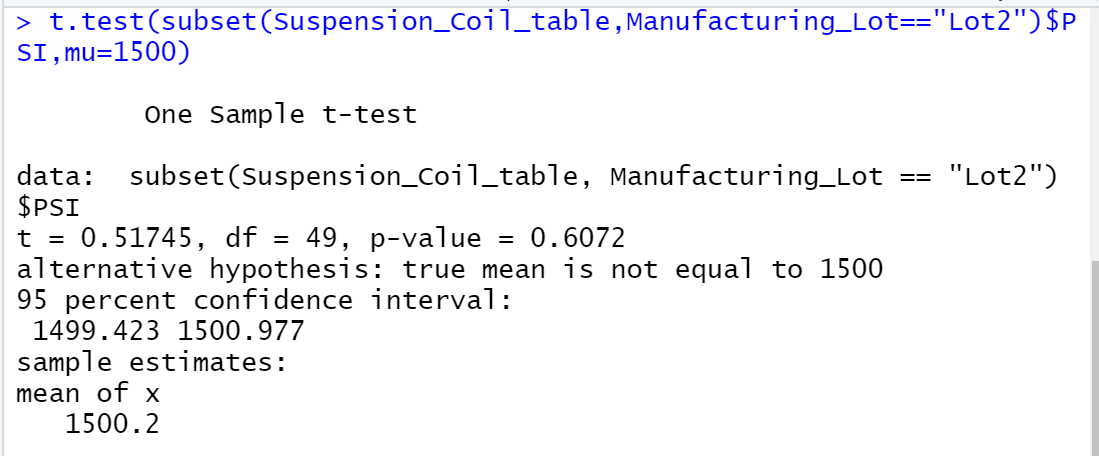 > t.test(subset(Suspension_Coil_table,Manufacturing_Lot=="Lot2")$P
SI,mu=1500)
One Sample t-test
data:  subset(Suspension_Coil_table, Manufacturing_Lot == "Lot2")
$PSI
t = 0.51745, df = 49, p-value = 0.6072
alternative hypothesis: true mean is not equal to 1500
95 percent confidence interval:
1499.423 1500.977
sample estimates:
mean of x
1500.2